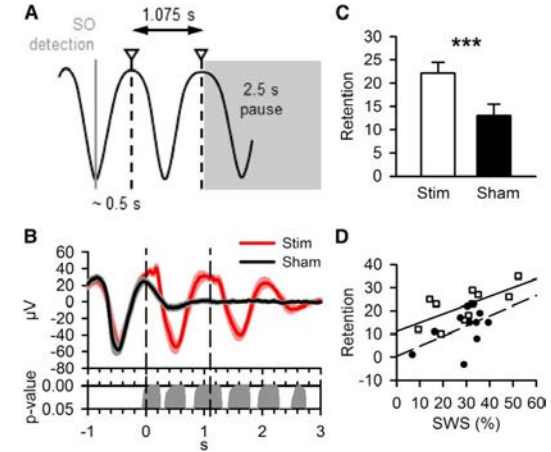 A
SO
detection
1.075 s
2.5 s
pause
~ 0.5 s
B
60
40
20
0
-20
-40
-60
-80
µV
Stim
Sham
p-value
0.00
0.05
-1
0
1
2
3
s
C
Retention
30
25
20
15
10
5
0
***
Stim
Sham
D
Retention
40
30
20
10
0
-10
0 10 20 30 40 50 60
SWS (%)